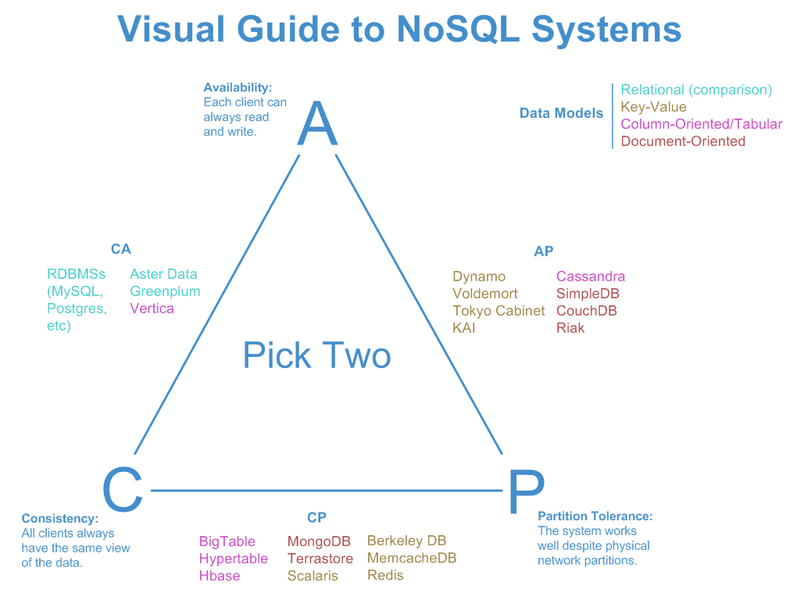 Visual Guide to NoSQL Systems
Availability:
Each client can
always read
and write.
A
Data Models
Relational (comparison)
Key-Value
Column-Oriented/Tabular
Document-Oriented
CA
RDBMSs
(MySQL,
Postgres,
etc)
Aster Data
Greenplum
Vertica
AP
Dynamo
Voldemort
Tokyo Cabinet
KAI
Cassandra
SimpleDB
CouchDB
Riak
Pick Two
C
P
Consistency:
All clients always
have the same view
of the data.
CP
BigTable
Hypertable
Hbase
MongoDB
Terrastore
Scalaris
Berkeley DB
MemcacheDB
Redis
Partition Tolerance:
The system works
well despite physical
network partitions.